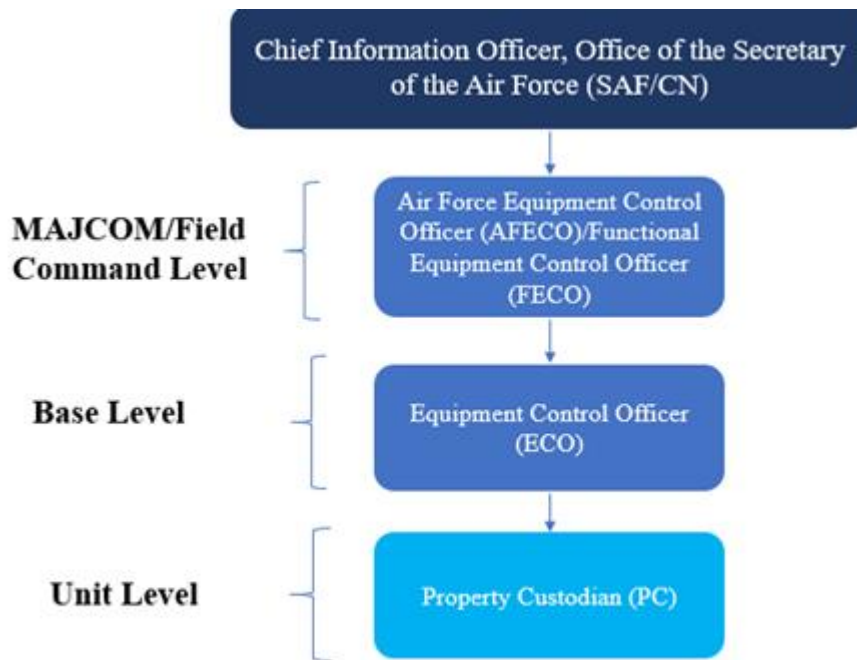 Chief Information Officer, Office of the Secretary
of the Air Force (SAF/CN)
MAJCOM/Field
Command Level
Air Force Equipment Control
Officer (AFECO)/Functional
Equipment Control Officer
(FECO)
Base Level
Equipment Control Officer
(ECO)
Unit Level
Property Custodian (PC)